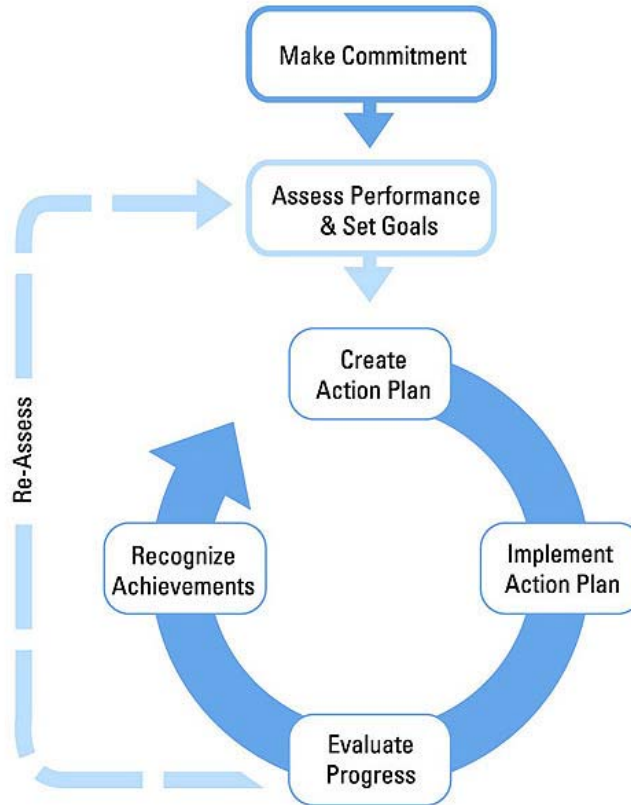 Make Commitment
Assess Performance
& Set Goals
Create
Action Plan
Re-Assess
Recognize
Achievements
Implement
Action Plan
Evaluate
Progress